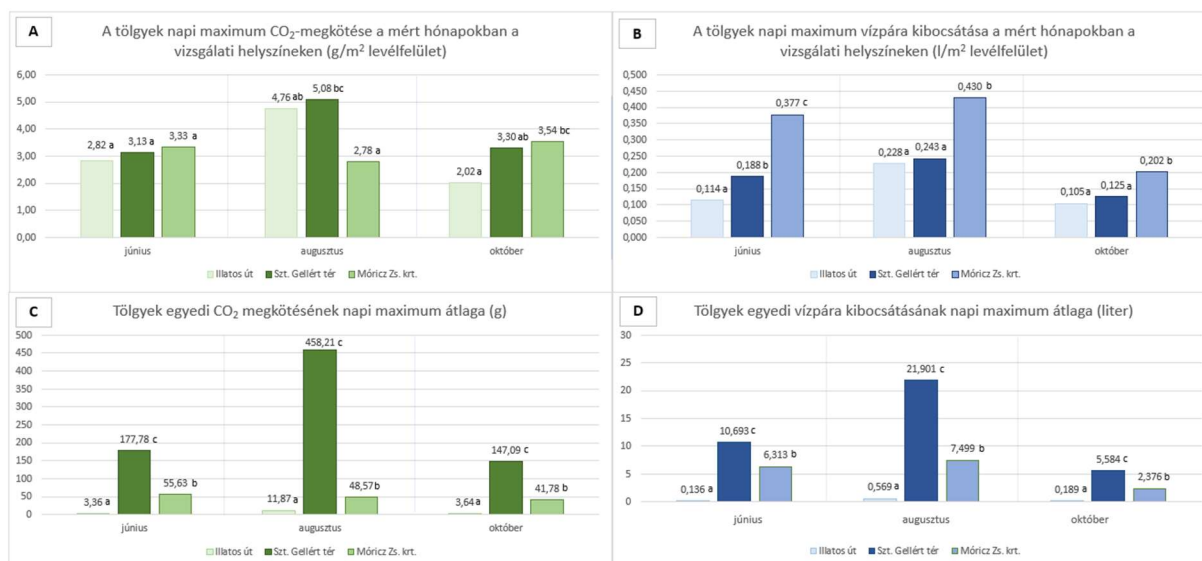 A
A tölgyek napi maximum CO₂-megkötése a mért hónapokban a
vizsgálati helyszíneken (g/m² levélfelület)
6,00
5,00
4,00
3,00
2,00
1,00
0,00
2,82 a
3,13 a
3,33 a
4,76 ab
5,08 bc
2,78 a
2,02 a
3,30 ab
3,54 bc
június
augusztus
október
Illatos út
Szt. Gellért tér
Móricz Zs. krt.
B
A tölgyek napi maximum vízpára kibocsátása a mért hónapokban a
vizsgálati helyszíneken (l/m² levélfelület)
0,500
0,450
0,400
0,350
0,300
0,250
0,200
0,150
0,100
0,050
0,000
0,114 a
0,188 b
0,377 c
0,228 a
0,243 a
0,430 b
0,105 a
0,125 a
0,202 b
június
augusztus
október
Illatos út
Szt. Gellért tér
Móricz Zs. krt.
C
Tölgyek egyedi CO₂ megkötésének napi maximum átlaga (g)
500
450
400
350
300
250
200
150
100
50
0
3,36 a
177,78 c
55,63 b
11,87 a
458,21 c
48,57 b
3,64 a
147,09 c
41,78 b
június
augusztus
október
Illatos út
Szt. Gellért tér
Móricz Zs. krt.
D
Tölgyek egyedi vízpára kibocsátásának napi maximum átlaga (liter)
30
25
20
15
10
5
0
0,136 a
10,693 c
6,313 b
0,569 a
21,901 c
7,499 b
0,189 a
5,584 c
2,376 b
június
augusztus
október
Illatos út
Szt. Gellért tér
Móricz Zs. krt.